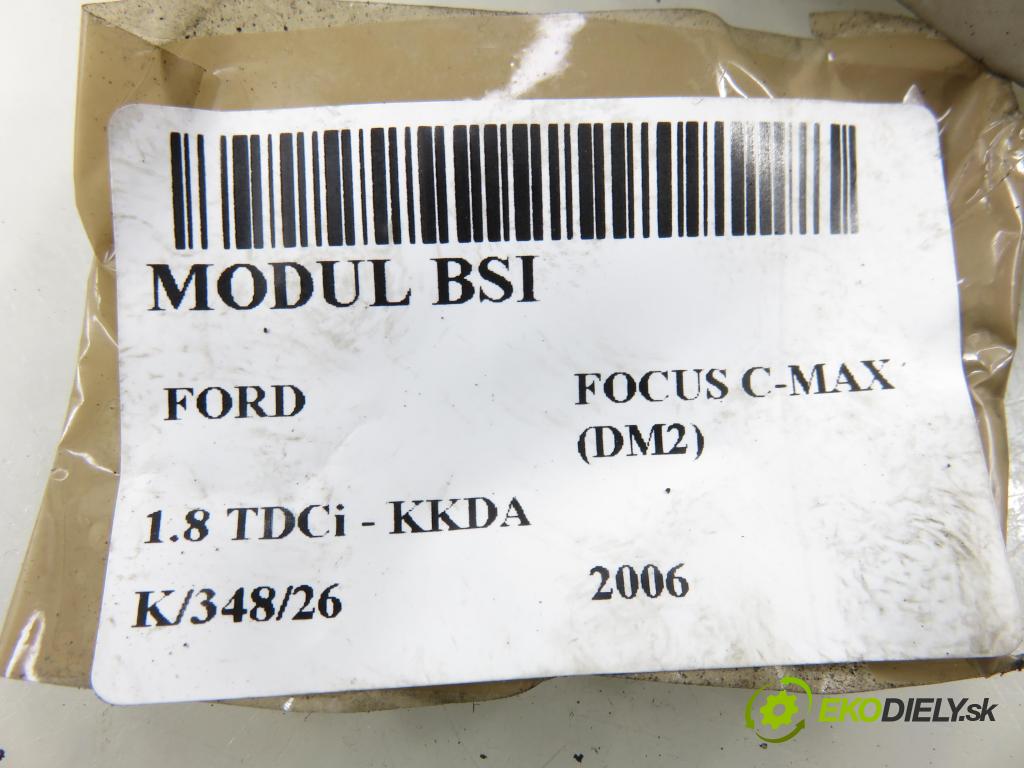 MODUL BSI
FORD
FOCUS C-MAX
(DM2)
1.8 TDCi - KKDA
K/348/26
2006
EKODIELY.sk